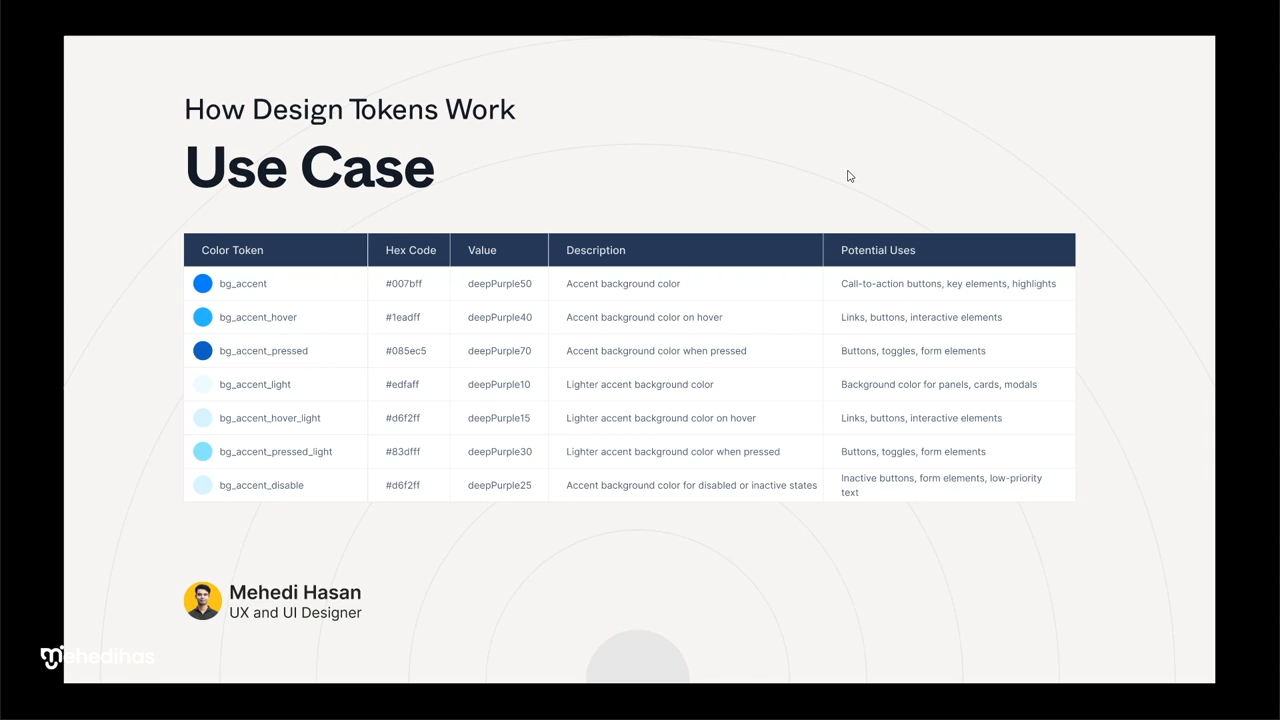 How Design Tokens Work
Use Case
Color Token Hex Code Value Description Potential Uses
bg_accent #007bff deepPurple50 Accent background color Call-to-action buttons, key elements, highlights
bg_accent_hover #1eadff deepPurple40 Accent background color on hover Links, buttons, interactive elements
bg_accent_pressed #085ec5 deepPurple70 Accent background color when pressed Buttons, toggles, form elements
bg_accent_light #edfaff deepPurple10 Lighter accent background color Background color for panels, cards, modals
bg_accent_hover_light #d6f2ff deepPurple15 Lighter accent background color on hover Links, buttons, interactive elements
bg_accent_pressed_light #83dfff deepPurple30 Lighter accent background color when pressed Buttons, toggles, form elements
bg_accent_disable #d6f2ff deepPurple25 Accent background color for disabled or inactive states Inactive buttons, form elements, low-priority
text
Mehedi Hasan
UX and UI Designer
mehedihas